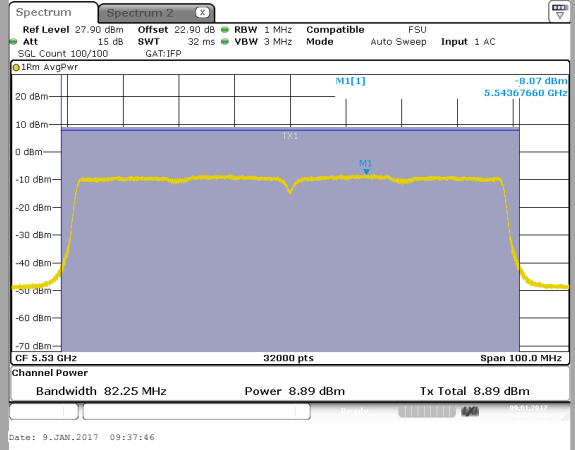 Spectrum Spectrum 2 X
Ref Level 27.90 dBm Offset 22.90 dB RBW 1 MHz Compatible FSU
Att 15 dB SWT 32 ms VBW 3 MHz Mode Auto Sweep Input 1 AC
SGL Count 100/100 GAT:IFP
1Rm AvgPwr
M1[1] -8.07 dBm
5.54367660 GHz
20 dBm
10 dBm
TX1
0 dBm
M1
-10 dBm
-20 dBm
-30 dBm
-40 dBm
-50 dBm
-60 dBm
-70 dBm
CF 5.53 GHz 32000 pts Span 100.0 MHz
Channel Power
Bandwidth 82.25 MHz Power 8.89 dBm Tx Total 8.89 dBm
Ready 09.01.2017
Date: 9.JAN.2017 09:37:46